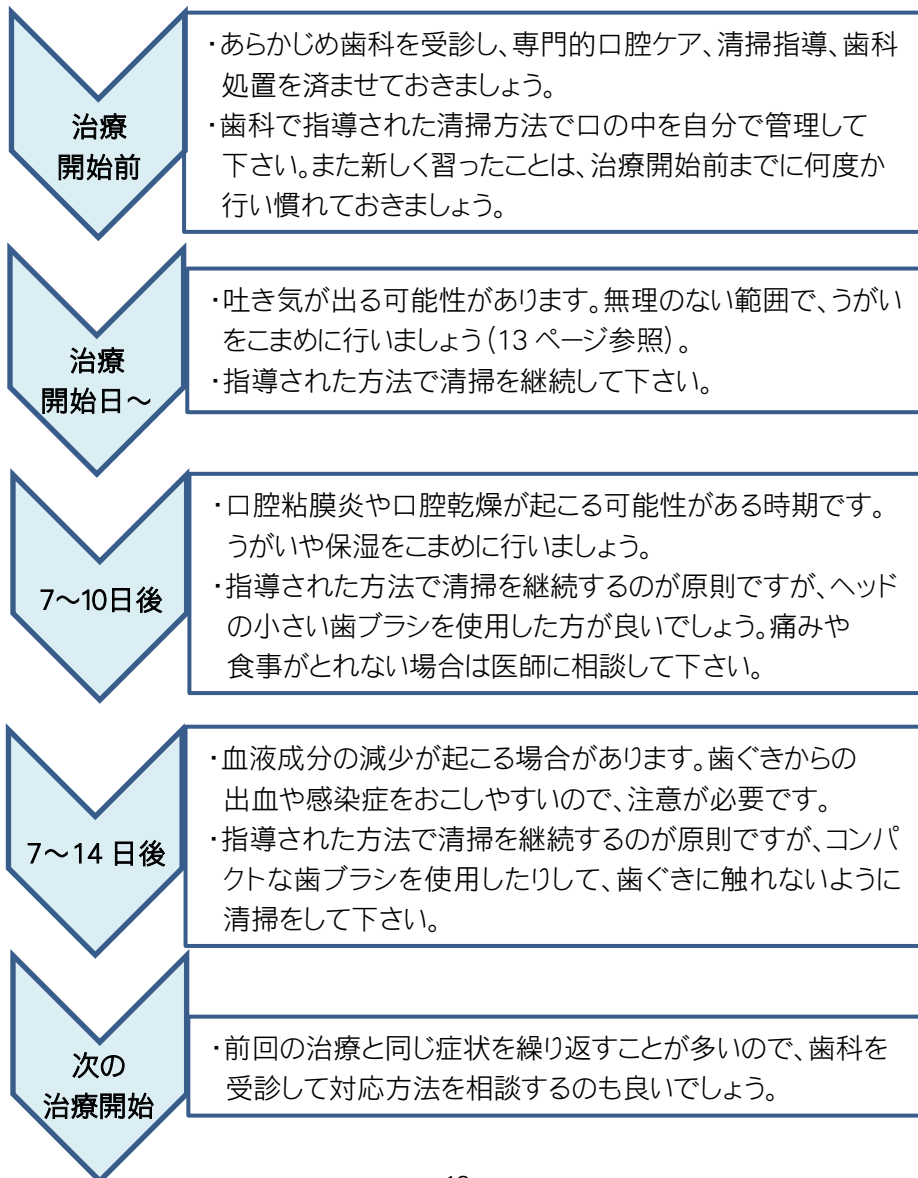 治療
開始前
・あらかじめ歯科を受診し、専門的口腔ケア、清掃指導、歯科
処置を済ませておきましょう。
・歯科で指導された清掃方法で口の中を自分で管理して
下さい。また新しく習ったことは、治療開始前までに何度か
行い慣れておきましょう。
治療
開始日～
・吐き気が出る可能性があります。無理のない範囲で、うがい
をこまめに行いましょう（13 ページ参照）。
・指導された方法で清掃を継続して下さい。
7～10日後
・口腔粘膜炎や口腔乾燥が起こる可能性がある時期です。
うがいや保湿をこまめに行いましょう。
・指導された方法で清掃を継続するのが原則ですが、ヘッド
の小さい歯ブラシを使用した方が良いでしょう。痛みや
食事がとれない場合は医師に相談して下さい。
7～14 日後
・血液成分の減少が起こる場合があります。歯ぐきからの
出血や感染症をおこしやすいので、注意が必要です。
・指導された方法で清掃を継続するのが原則ですが、コンパ
クトな歯ブラシを使用したりして、歯ぐきに触れないように
清掃をして下さい。
次の
治療開始
・前回の治療と同じ症状を繰り返すことが多いので、歯科を
受診して対応方法を相談するのも良いでしょう。